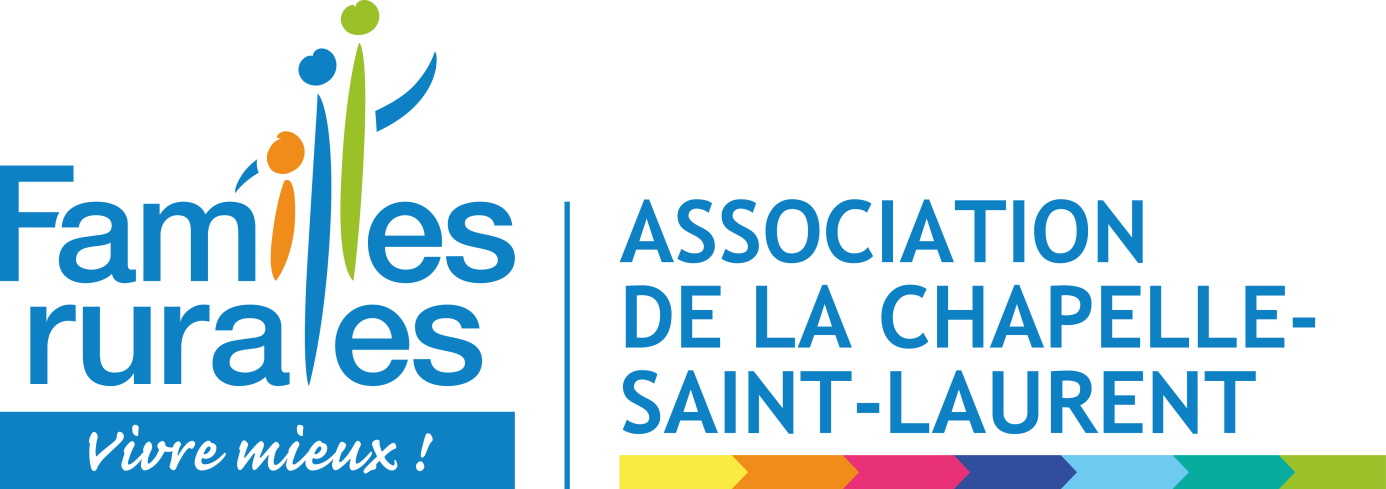 Familles
rurales
Vivre mieux !
ASSOCIATION
DE LA CHAPELLE-
SAINT-LAURENT